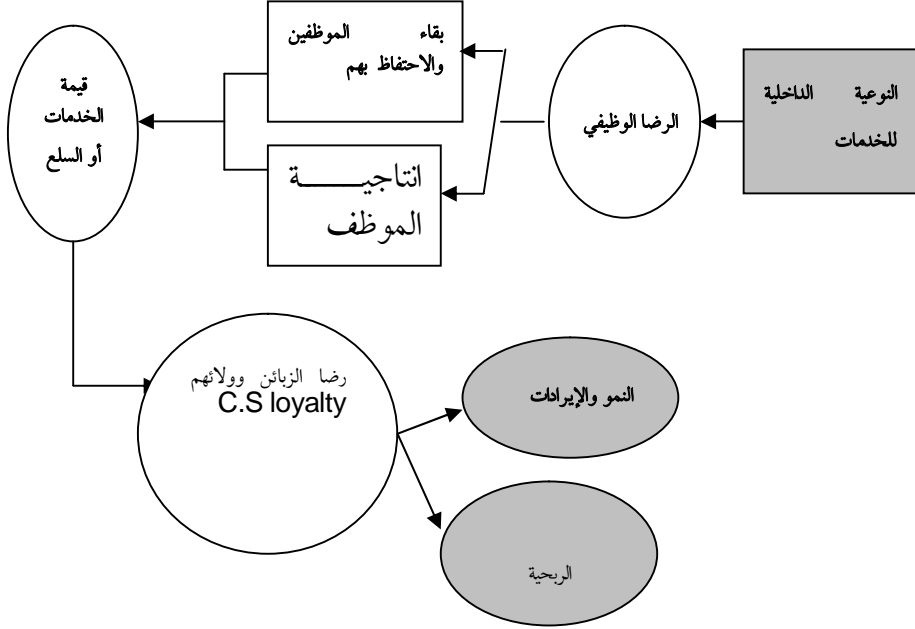 النوعية الداخلية
للخدمات
الرضا الوظيفي
بقاء الموظفين
والاحتفاظ بهم
انتاجيـــــــة
الموظف
قيمة
الخدمات
أو السلع
رضا الزبائن وولائهم
C.S loyalty
النمو والإيرادات
الربحية